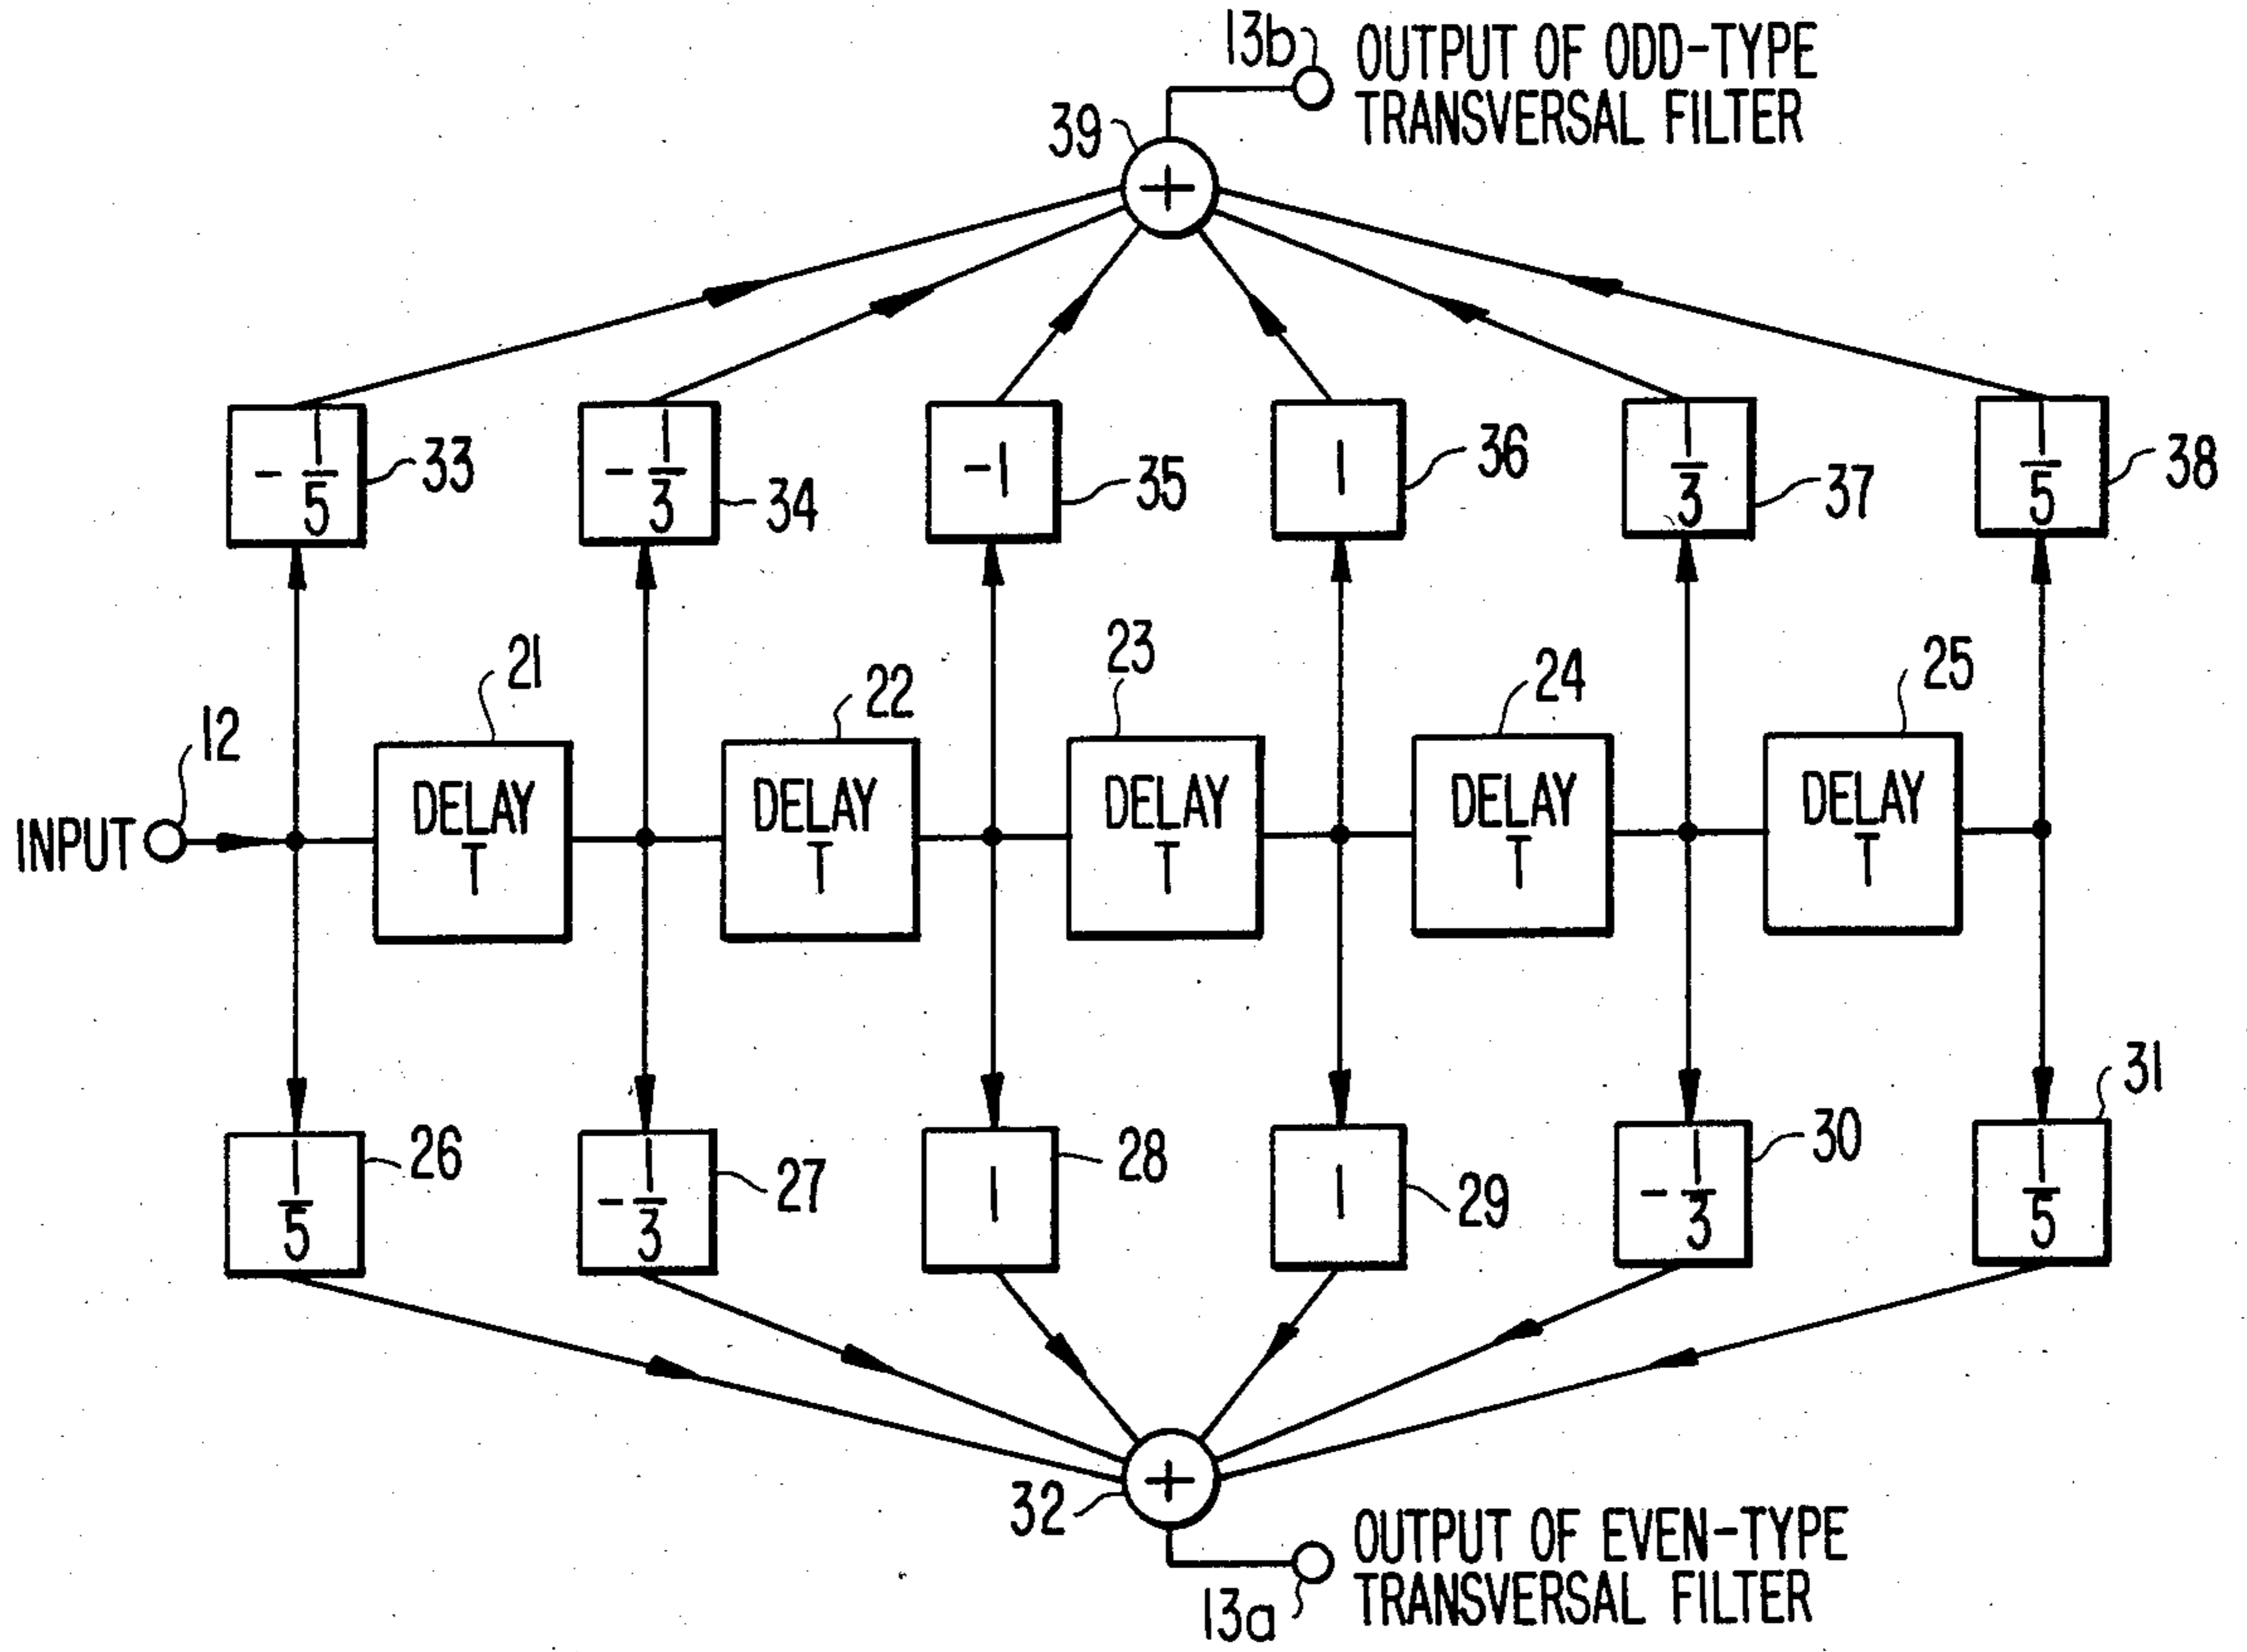 13b
OUTPUT OF ODD-TYPE
TRANSVERSAL FILTER
39
+
- 1/5
33
- 1/3
34
-1
35
1
36
1/3
37
1/5
38
21
22
23
24
25
12
INPUT
DELAY
T
DELAY
T
DELAY
T
DELAY
T
DELAY
T
1/5
26
- 1/3
27
1
28
1
29
- 1/3
30
1/5
31
+
32
OUTPUT OF EVEN-TYPE
TRANSVERSAL FILTER
13a